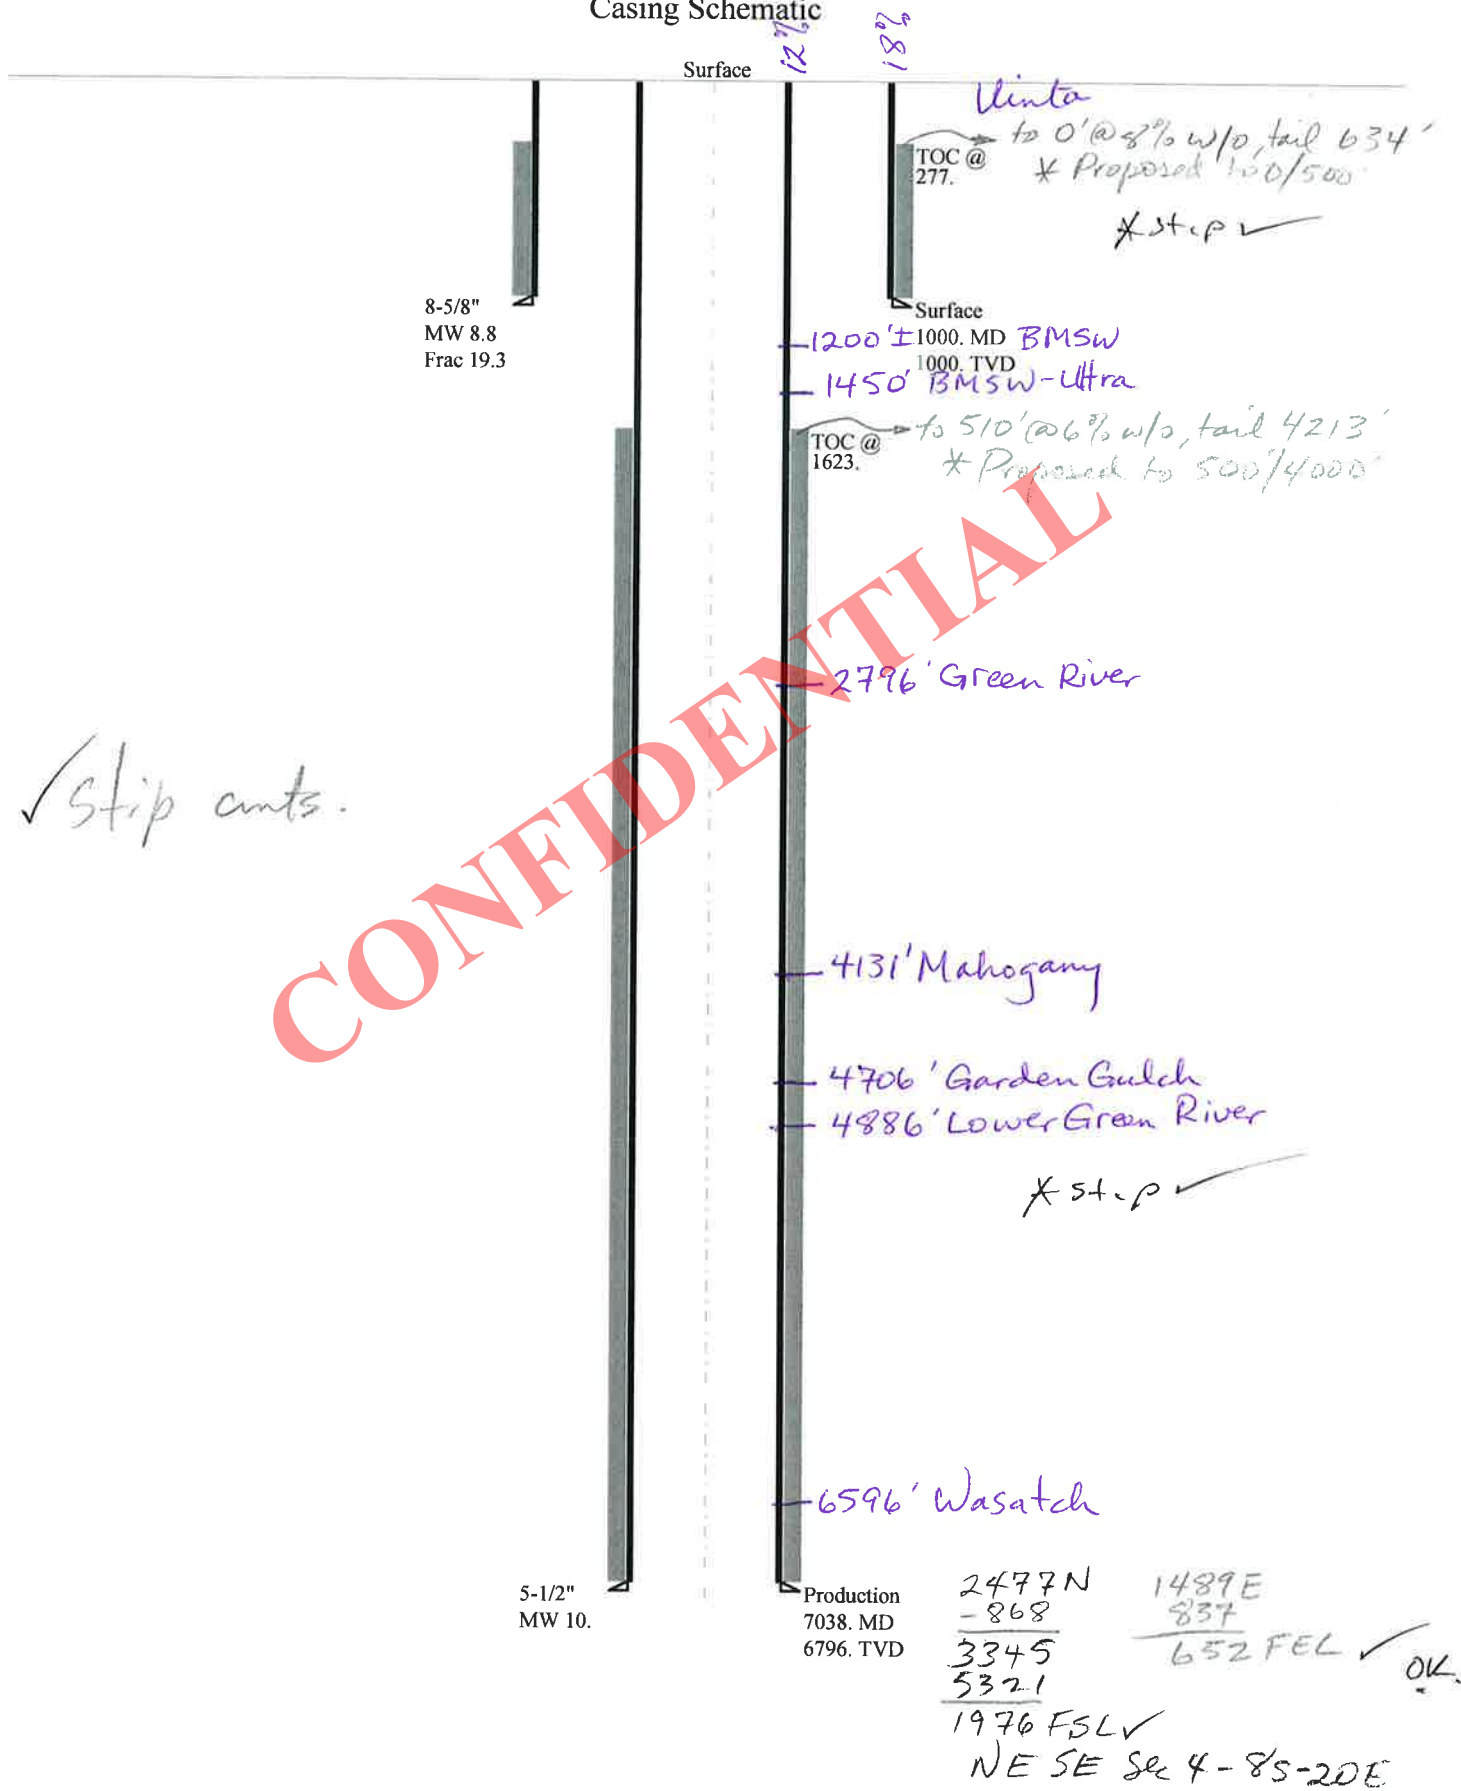 Casing Schematic
12%
18%
Surface
Uinta
to 0' @ 8% w/o, tail 634'
TOC @
277.
* Proposed to 0/500'
* stip ✓
8-5/8"
MW 8.8
Frac 19.3
Surface
1000. MD
1000. TVD
1200'± BMSW
1450' BMSW-Ultra
to 510' @ 6% w/o, tail 4213'
TOC @
1623.
* Proposed to 500'/4000'
2796' Green River
✓ Stip cmts.
CONFIDENTIAL
4131' Mahogany
4706' Garden Gulch
4886' Lower Green River
* stip ✓
6596' Wasatch
5-1/2"
MW 10.
Production
7038. MD
6796. TVD
2477N
-868
3345
5321
1976 FSL ✓
1489E
837
652 FEL ✓
OK.
NE SE Sec 4-8S-20E